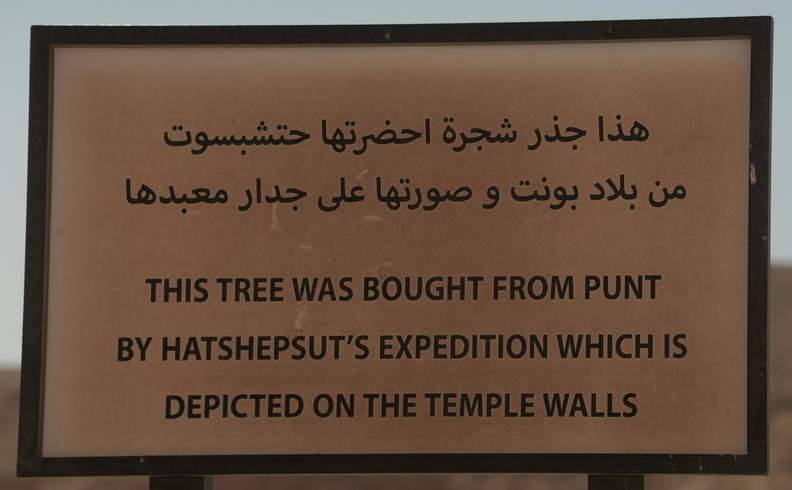 هذا جذر شجرة احضرتها حتشبسوت
من بلاد بونت و صورتها على جدار معبدها
THIS TREE WAS BOUGHT FROM PUNT
BY HATSHEPSUT'S EXPEDITION WHICH IS
DEPICTED ON THE TEMPLE WALLS